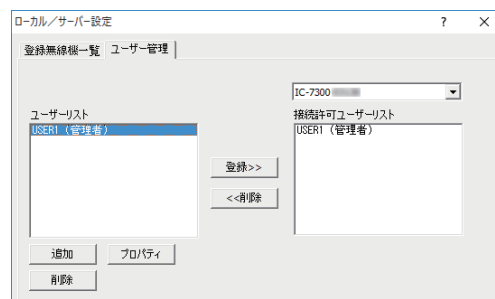 ローカル／サーバー設定 ? ×
登録無線機一覧 ユーザー管理
IC-7300
ユーザーリスト 接続許可ユーザーリスト
USER1 (管理者) USER1 (管理者)
登録>>
<<削除
追加 プロパティ
削除